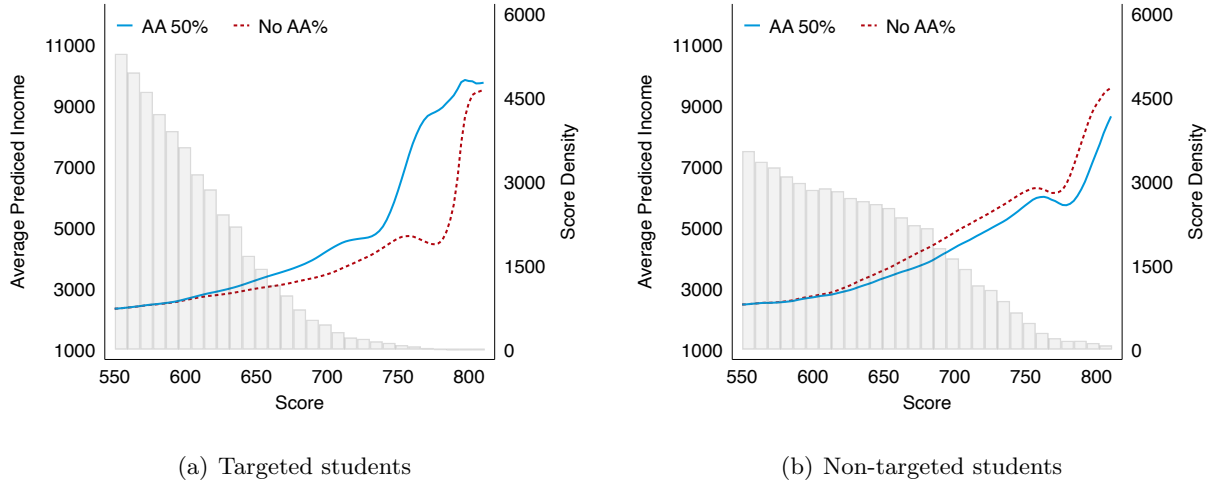 AA 50% No AA%
11000
9000
7000
5000
3000
1000
Average Prediced Income
6000
4500
3000
1500
0
Score Density
550 600 650 700 750 800
Score
(a) Targeted students
AA 50% No AA%
11000
9000
7000
5000
3000
1000
Average Prediced Income
6000
4500
3000
1500
0
Score Density
550 600 650 700 750 800
Score
(b) Non-targeted students